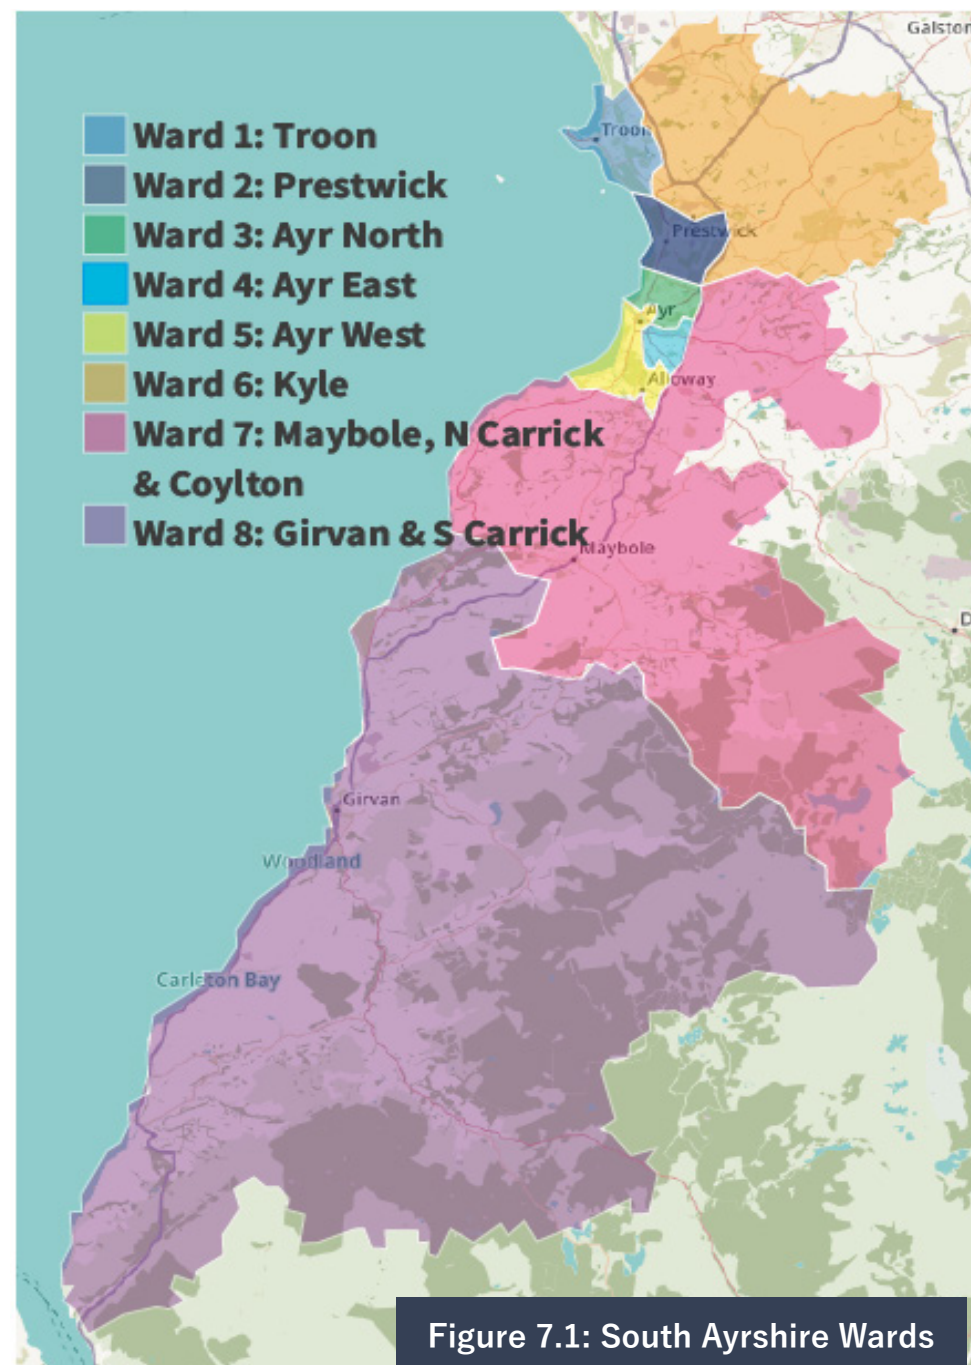 Galston
Ward 1: Troon
Troon
Ward 2: Prestwick
Prestwick
Ward 3: Ayr North
Ward 4: Ayr East
Ayr
Ward 5: Ayr West
Ward 6: Kyle
Alloway
Ward 7: Maybole, N Carrick
& Coylton
Ward 8: Girvan & S Carrick
Maybole
D
Girvan
Woodland
Carleton Bay
Figure 7.1: South Ayrshire Wards